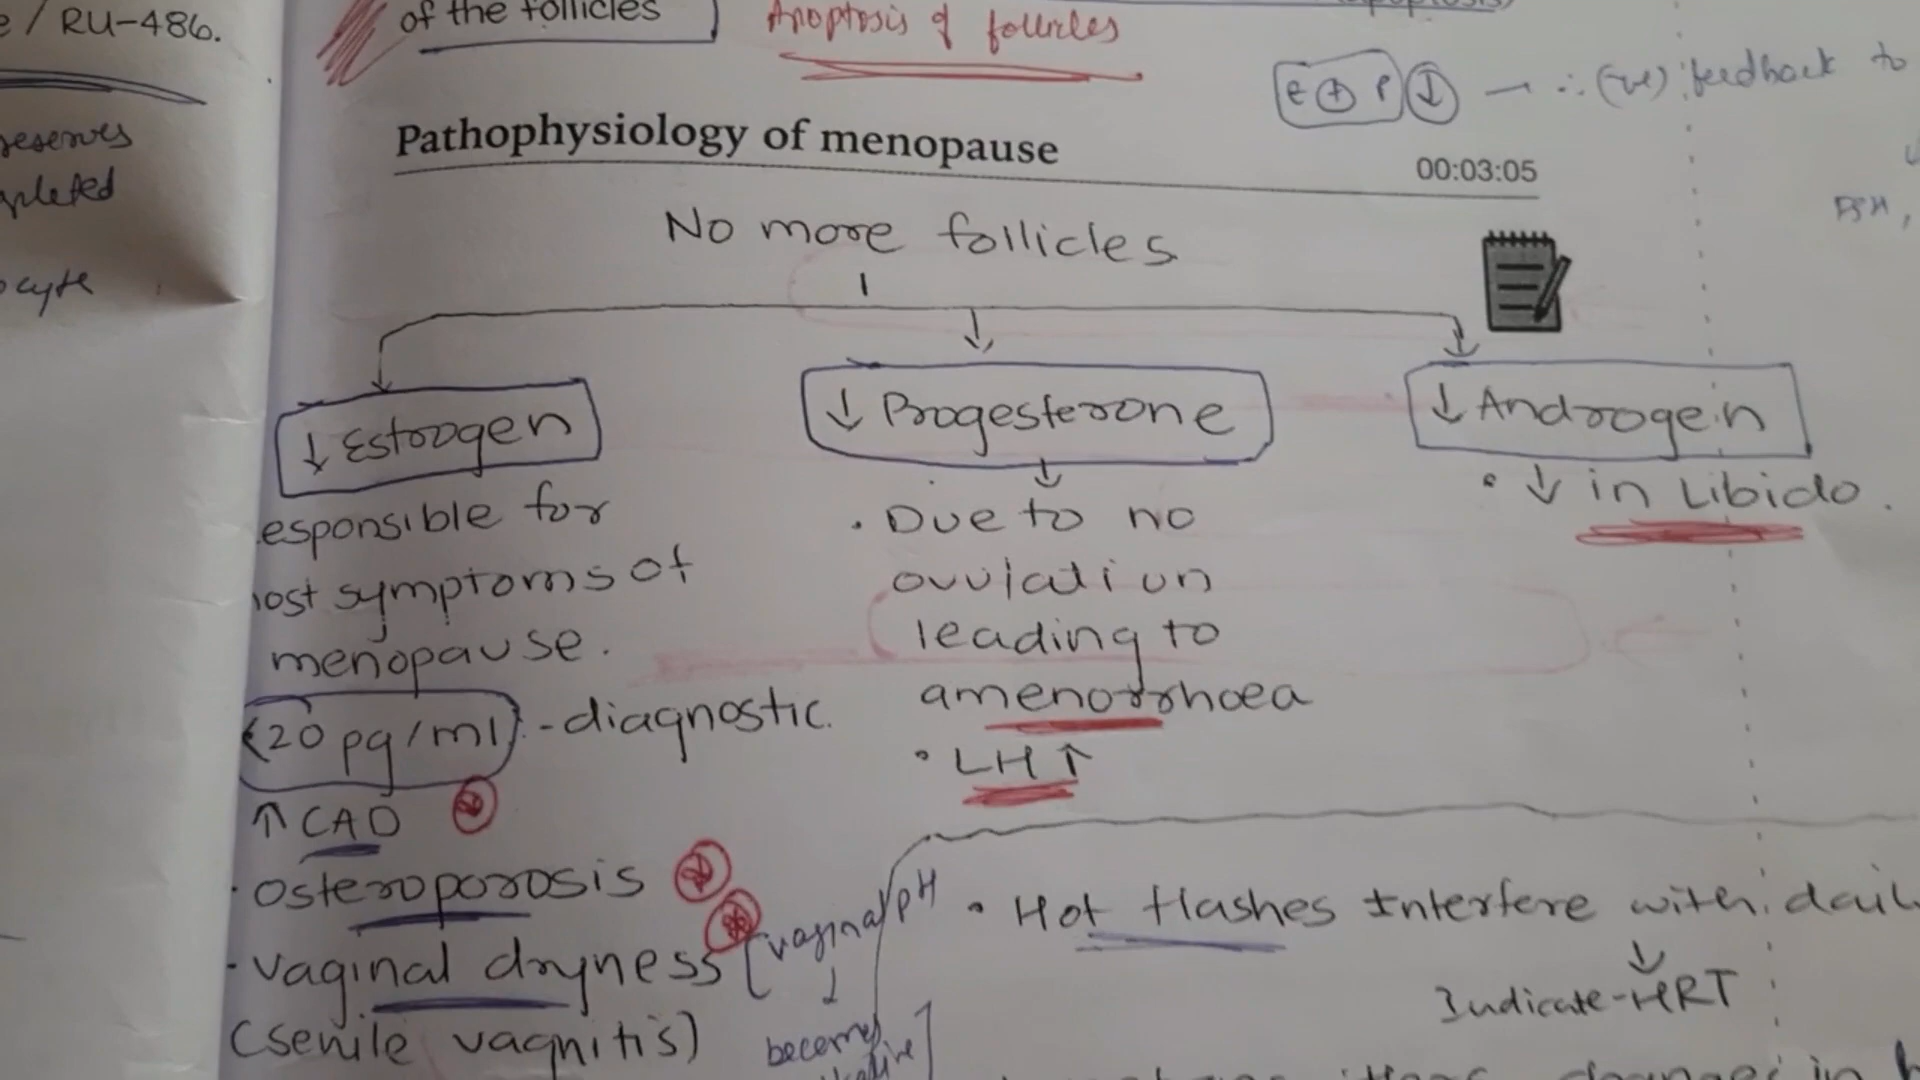 e / RU-486.
of the follicles
Apoptosis of follicles
e + P ↓ → ∴ (-ve) feedback to
FSH,
Pathophysiology of menopause
00:03:05
No more follicles
↓ Estrogen
esponsible for
ost symptoms of
menopause.
<20 pg/ml - diagnostic.
↑ CAD
· osteroporosis
· vaginal dryness [vaginal pH
↓
becomes
(senile vagnitis)
↓ Progesterone
↓
· Due to no
ovulation
leading to
amenorrhoea
· LH ↑
↓ Androgen
· ↓ in Libido.
· Hot flashes Interfere with dail
↓
Indicate - HRT
reserves
pleted
ocyte